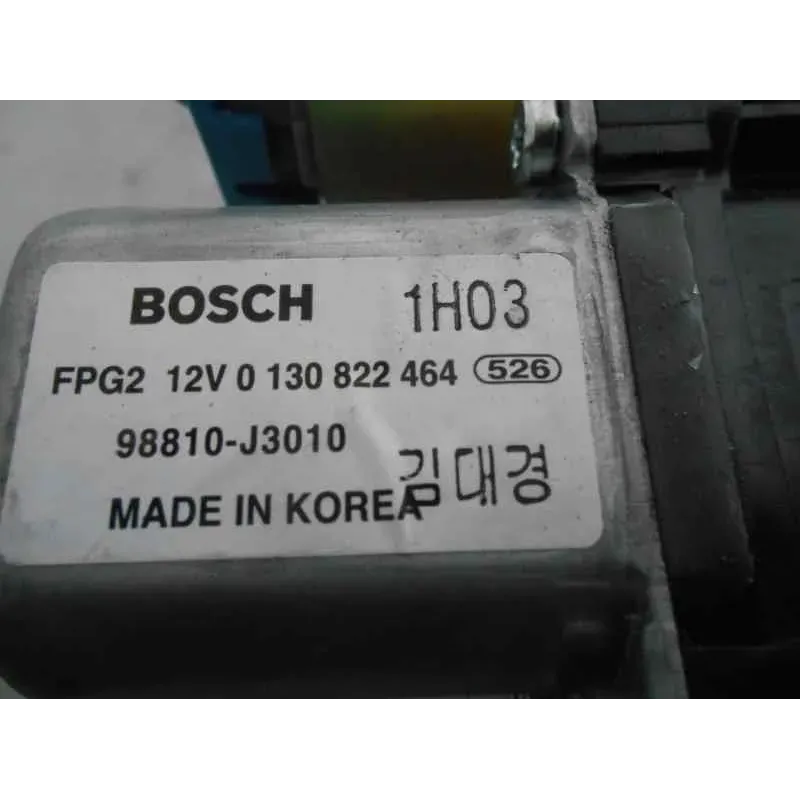 BOSCH 1H03
FPG2 12V 0 130 822 464 526
98810-J3010
김대경
MADE IN KOREA